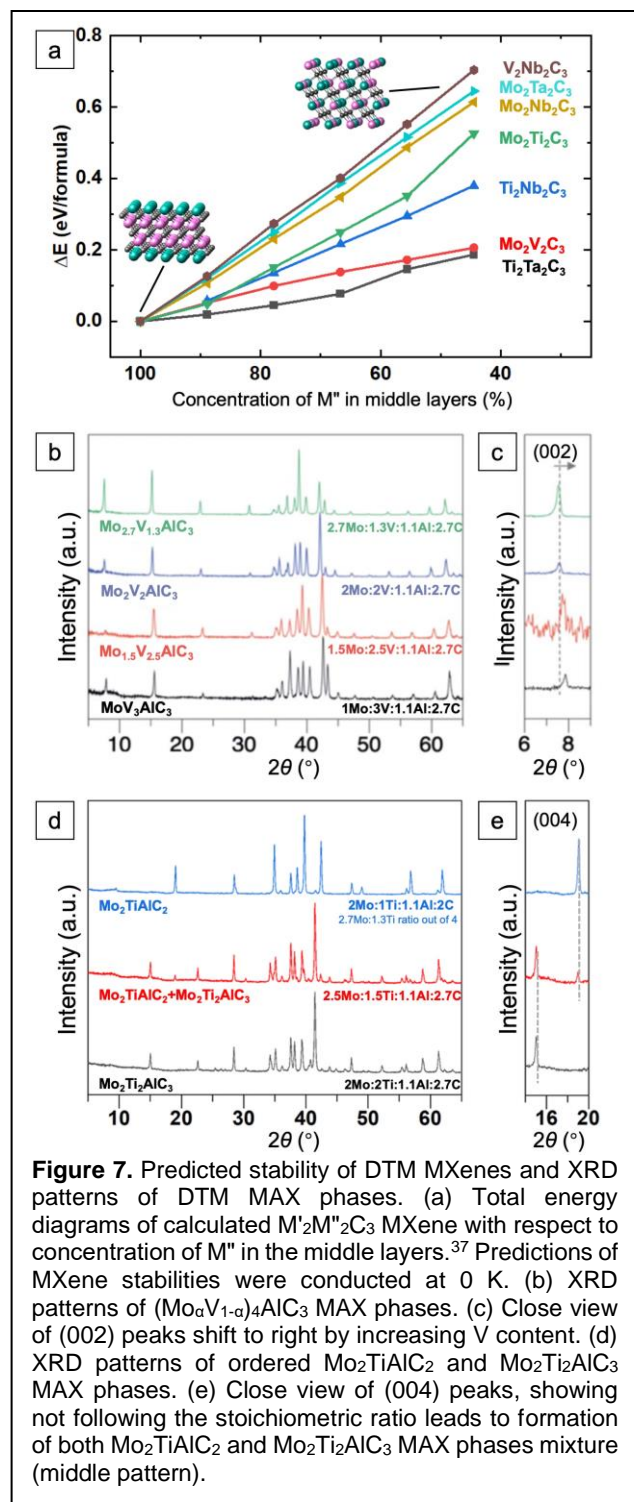 a
ΔE (eV/formula)
0.8
0.6
0.4
0.2
0.0
V₂Nb₂C₃
Mo₂Ta₂C₃
Mo₂Nb₂C₃
Mo₂Ti₂C₃
Ti₂Nb₂C₃
Mo₂V₂C₃
Ti₂Ta₂C₃
100 80 60 40
Concentration of M" in middle layers (%)
b
Intensity (a.u.)
Mo₂.₇V₁.₃AlC₃ 2.7Mo:1.3V:1.1Al:2.7C
Mo₂V₂AlC₃ 2Mo:2V:1.1Al:2.7C
Mo₁.₅V₂.₅AlC₃ 1.5Mo:2.5V:1.1Al:2.7C
MoV₃AlC₃ 1Mo:3V:1.1Al:2.7C
10 20 30 40 50 60
2θ (°)
c
(002)
Intensity (a.u.)
6 8
2θ (°)
d
Intensity (a.u.)
Mo₂TiAlC₂ 2Mo:1Ti:1.1Al:2C
2.7Mo:1.3Ti ratio out of 4
Mo₂TiAlC₂+Mo₂Ti₂AlC₃ 2.5Mo:1.5Ti:1.1Al:2.7C
Mo₂Ti₂AlC₃ 2Mo:2Ti:1.1Al:2.7C
10 20 30 40 50 60
2θ (°)
e
(004)
Intensity (a.u.)
16 20
2θ (°)
Figure 7. Predicted stability of DTM MXenes and XRD
patterns of DTM MAX phases. (a) Total energy
diagrams of calculated M'₂M"₂C₃ MXene with respect to
concentration of M" in the middle layers.³⁷ Predictions of
MXene stabilities were conducted at 0 K. (b) XRD
patterns of (MoαV₁₋α)₄AlC₃ MAX phases. (c) Close view
of (002) peaks shift to right by increasing V content. (d)
XRD patterns of ordered Mo₂TiAlC₂ and Mo₂Ti₂AlC₃
MAX phases. (e) Close view of (004) peaks, showing
not following the stoichiometric ratio leads to formation
of both Mo₂TiAlC₂ and Mo₂Ti₂AlC₃ MAX phases mixture
(middle pattern).